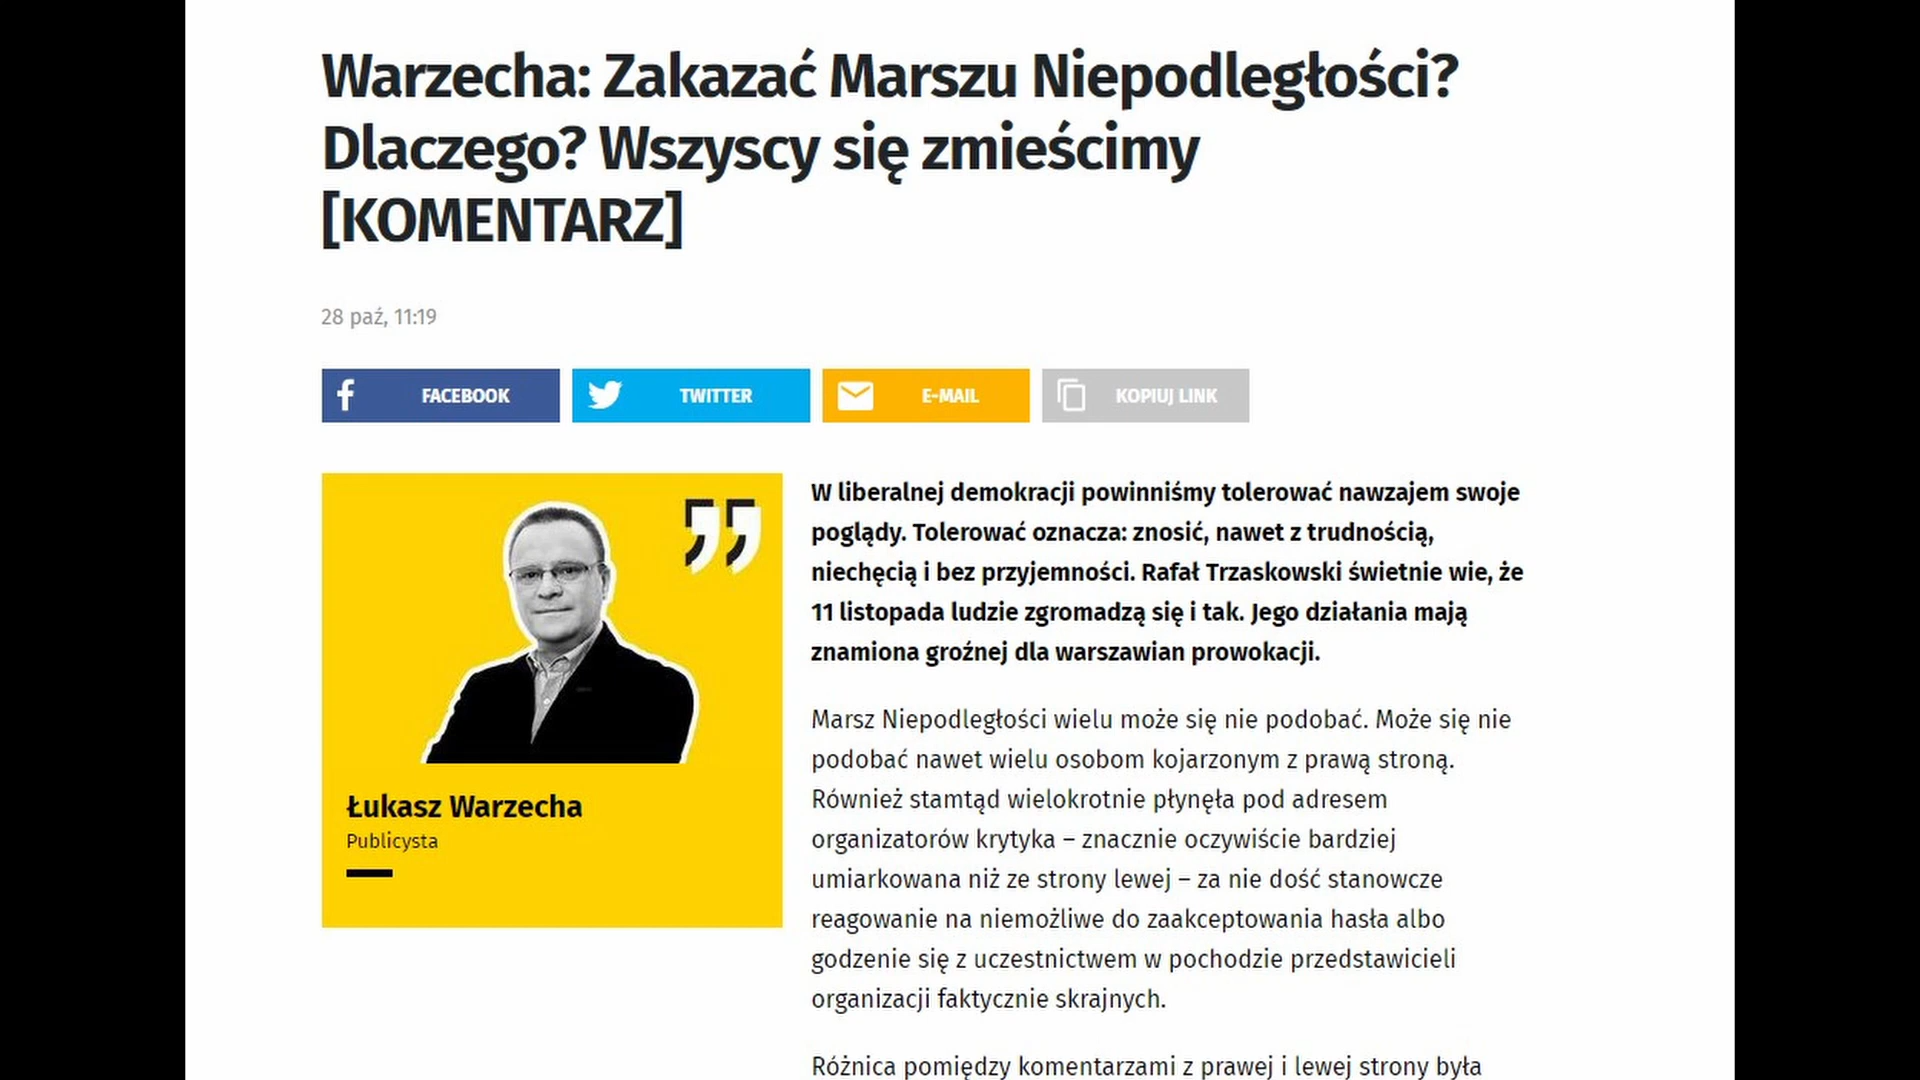 Warzecha: Zakazać Marszu Niepodległości?
Dlaczego? Wszyscy się zmieścimy
[KOMENTARZ]
28 paź, 11:19
FACEBOOK
TWITTER
E-MAIL
KOPIUJ LINK
Łukasz Warzecha
Publicysta
W liberalnej demokracji powinniśmy tolerować nawzajem swoje
poglądy. Tolerować oznacza: znosić, nawet z trudnością,
niechęcią i bez przyjemności. Rafał Trzaskowski świetnie wie, że
11 listopada ludzie zgromadzą się i tak. Jego działania mają
znamiona groźnej dla warszawian prowokacji.
Marsz Niepodległości wielu może się nie podobać. Może się nie
podobać nawet wielu osobom kojarzonym z prawą stroną.
Również stamtąd wielokrotnie płynęła pod adresem
organizatorów krytyka – znacznie oczywiście bardziej
umiarkowana niż ze strony lewej – za nie dość stanowcze
reagowanie na niemożliwe do zaakceptowania hasła albo
godzenie się z uczestnictwem w pochodzie przedstawicieli
organizacji faktycznie skrajnych.
Różnica pomiędzy komentarzami z prawej i lewej strony była